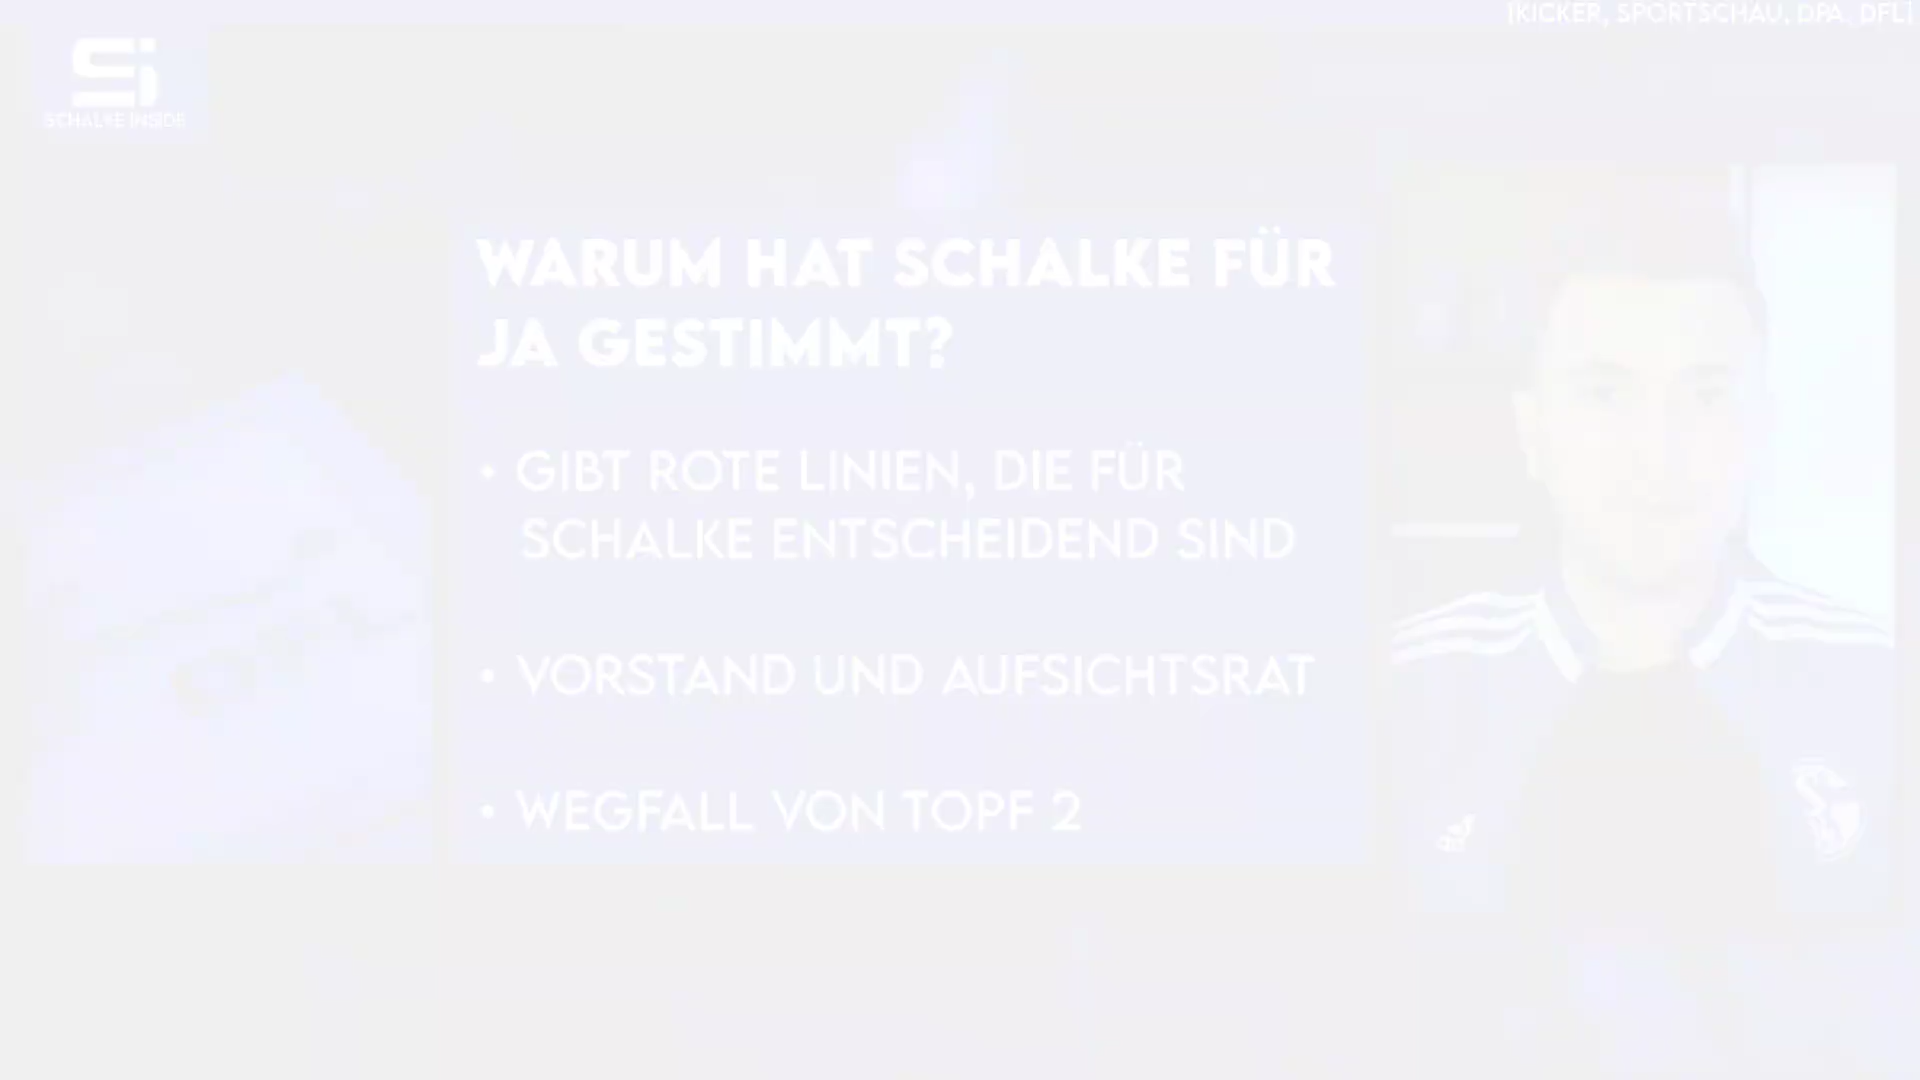 [KICKER, SPORTSCHAU, DPA, DFL]
Si
SCHALKE INSIDE
WARUM HAT SCHALKE FÜR
JA GESTIMMT?
• GIBT ROTE LINIEN, DIE FÜR
SCHALKE ENTSCHEIDEND SIND
• VORSTAND UND AUFSICHTSRAT
• WEGFALL VON TOPF 2